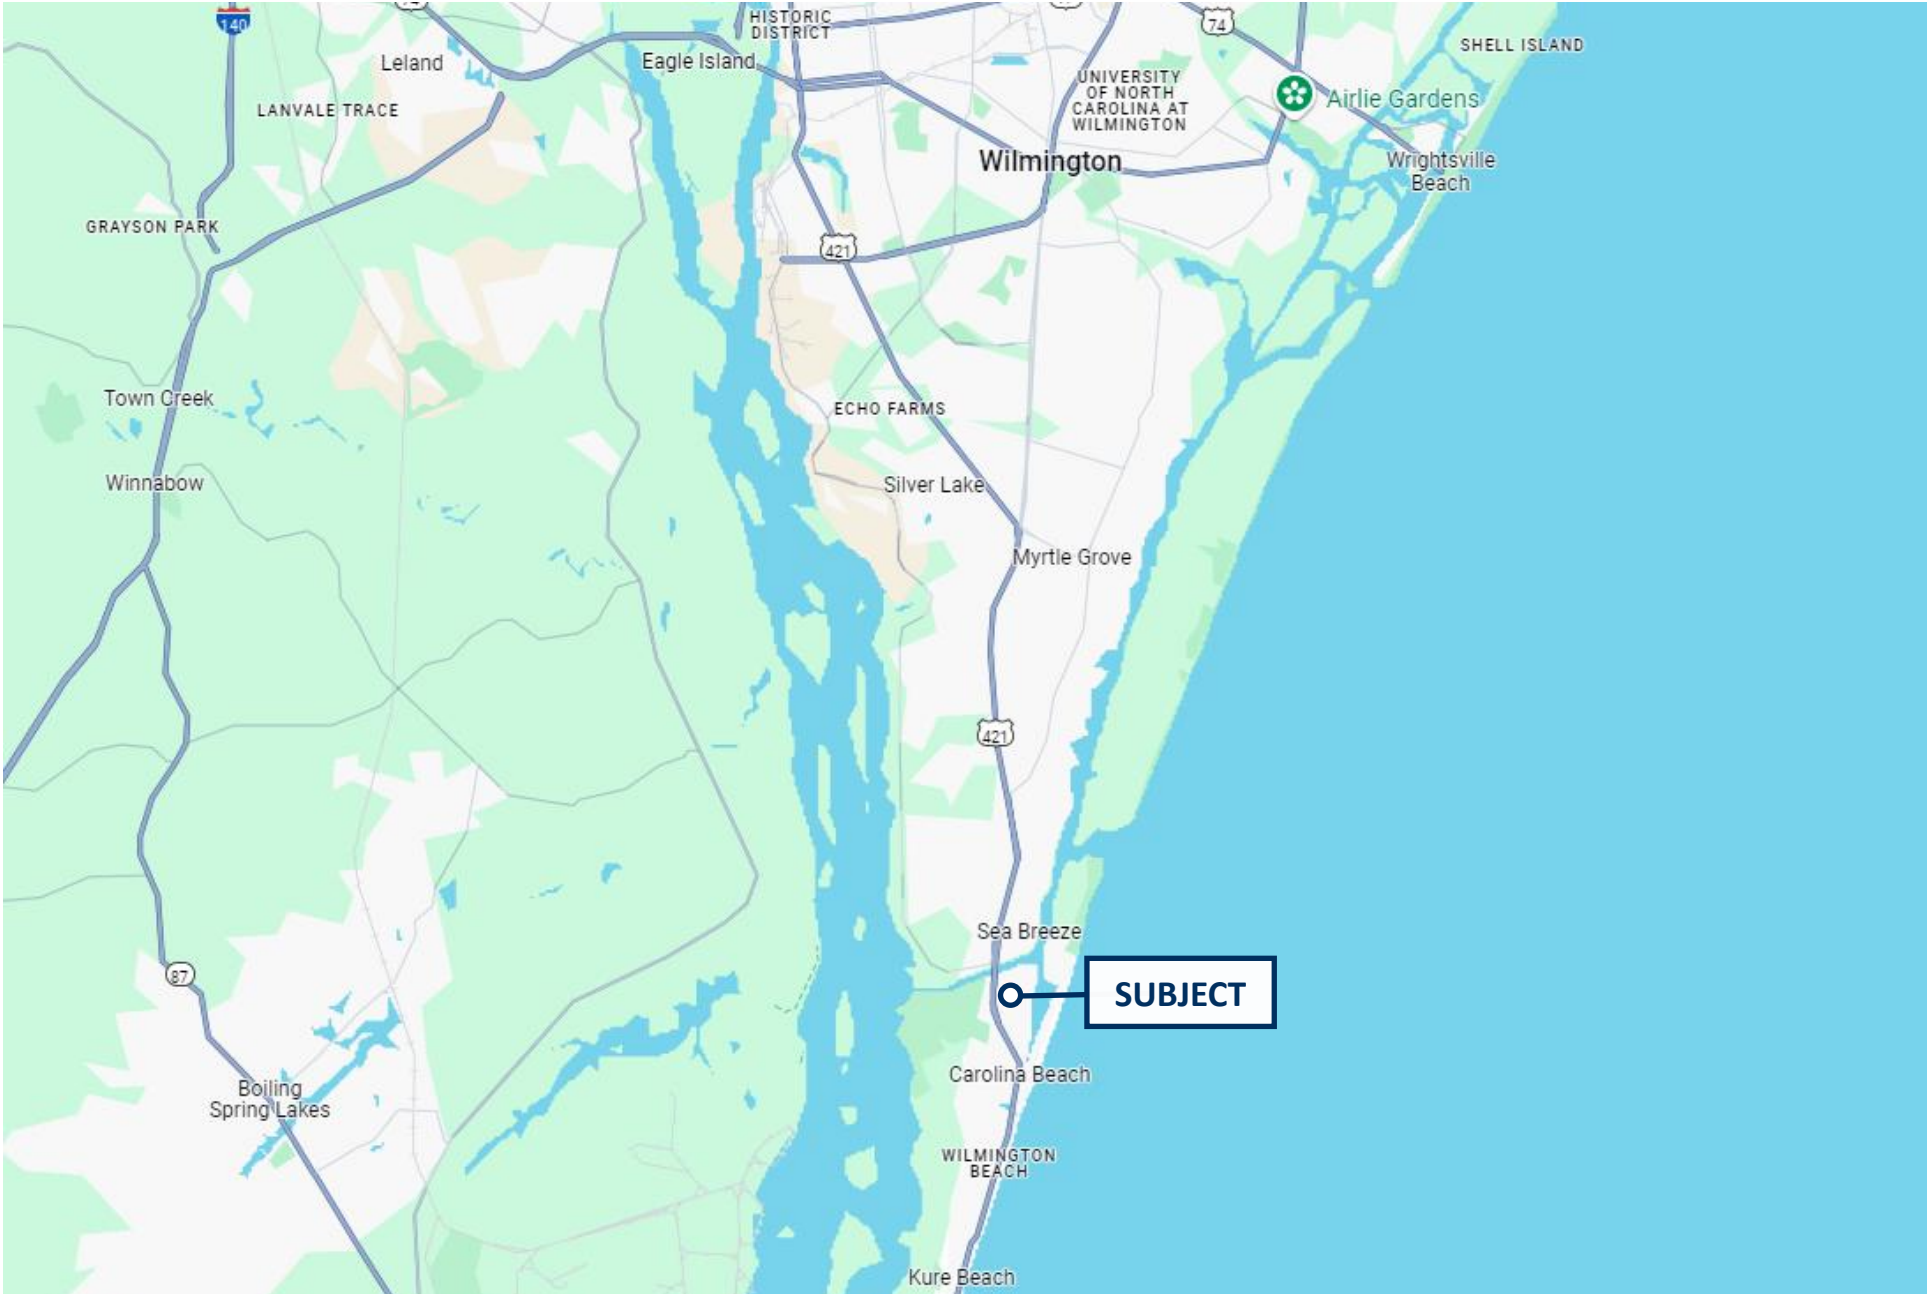 140
HISTORIC
DISTRICT
74
SHELL ISLAND
Leland
Eagle Island
UNIVERSITY
OF NORTH
CAROLINA AT
WILMINGTON
Airlie Gardens
LANVALE TRACE
Wilmington
Wrightsville
Beach
GRAYSON PARK
421
Town Creek
ECHO FARMS
Winnabow
Silver Lake
Myrtle Grove
421
Sea Breeze
87
SUBJECT
Carolina Beach
Boiling
Spring Lakes
WILMINGTON
BEACH
Kure Beach